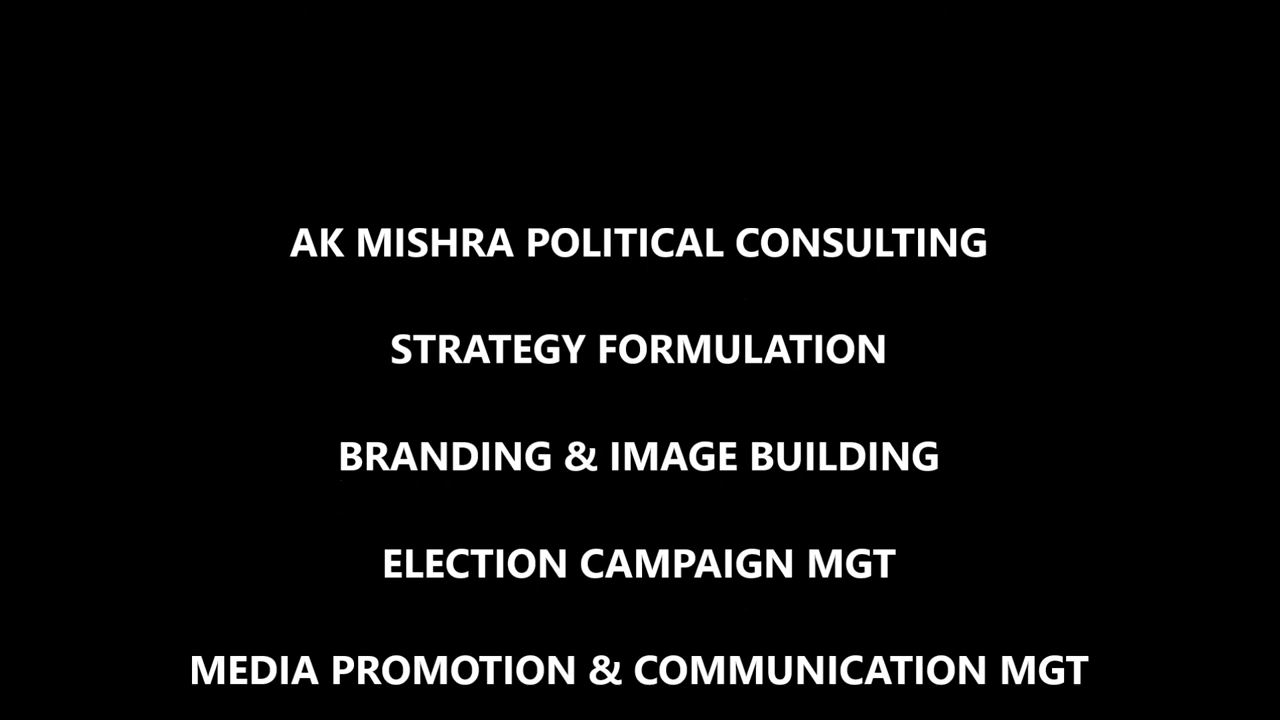 AK MISHRA POLITICAL CONSULTING
STRATEGY FORMULATION
BRANDING & IMAGE BUILDING
ELECTION CAMPAIGN MGT
MEDIA PROMOTION & COMMUNICATION MGT